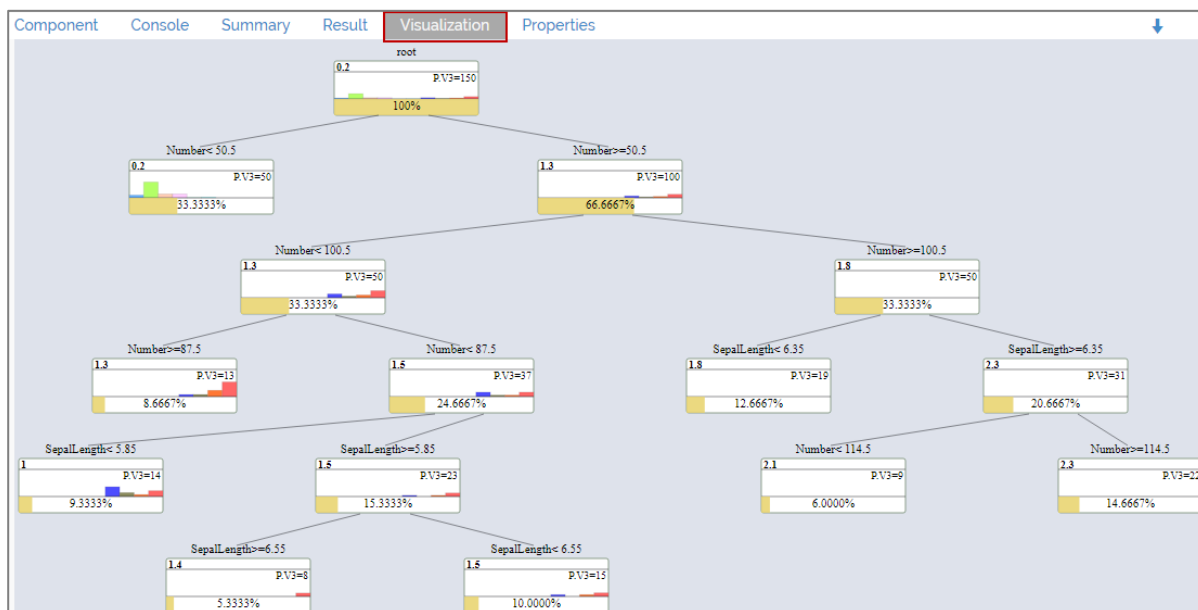 Component Console Summary Result Visualization Properties
root
0.2
P.V3=150
100%
Number< 50.5 Number>=50.5
0.2 1.3
P.V3=50 P.V3=100
33.3333% 66.6667%
Number< 100.5 Number>=100.5
1.3 1.8
P.V3=50 P.V3=50
33.3333% 33.3333%
Number>=87.5 Number< 87.5 SepalLength< 6.35 SepalLength>=6.35
1.3 1.5 1.8 2.3
P.V3=13 P.V3=37 P.V3=19 P.V3=31
8.6667% 24.6667% 12.6667% 20.6667%
SepalLength< 5.85 SepalLength>=5.85 Number< 114.5 Number>=114.5
1 1.5 2.1 2.3
P.V3=14 P.V3=23 P.V3=9 P.V3=22
9.3333% 15.3333% 6.0000% 14.6667%
SepalLength>=6.55 SepalLength< 6.55
1.4 1.5
P.V3=8 P.V3=15
5.3333% 10.0000%